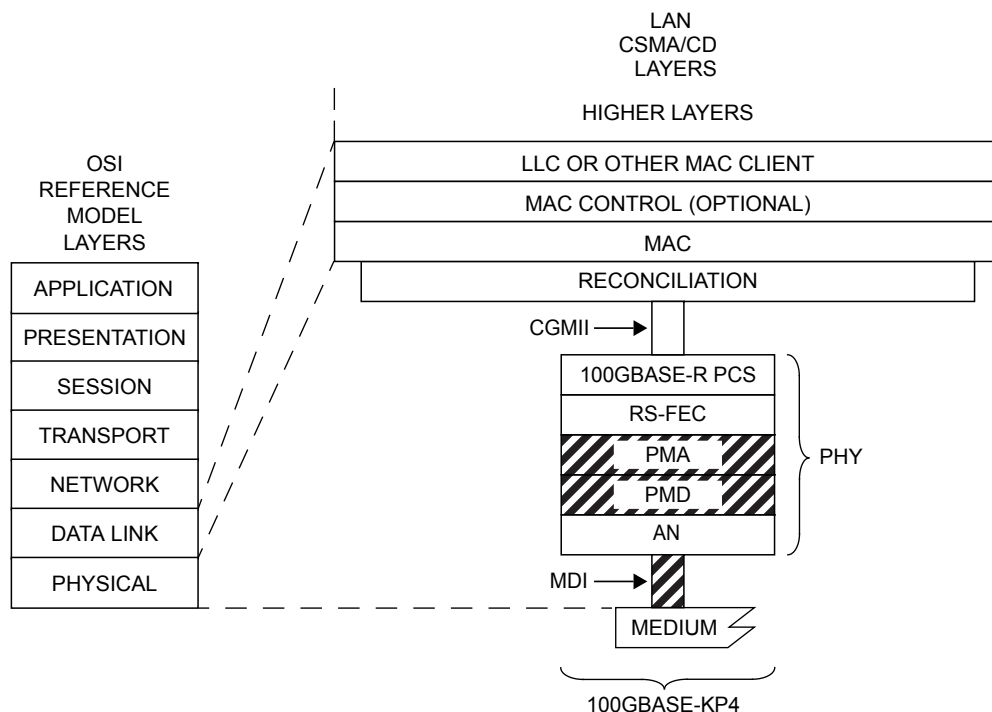 LAN
CSMA/CD
LAYERS
HIGHER LAYERS
OSI
REFERENCE
MODEL
LAYERS
LLC OR OTHER MAC CLIENT
MAC CONTROL (OPTIONAL)
MAC
RECONCILIATION
APPLICATION
PRESENTATION
SESSION
TRANSPORT
NETWORK
DATA LINK
PHYSICAL
CGMII
100GBASE-R PCS
RS-FEC
PMA
PMD
AN
PHY
MDI
MEDIUM
100GBASE-KP4